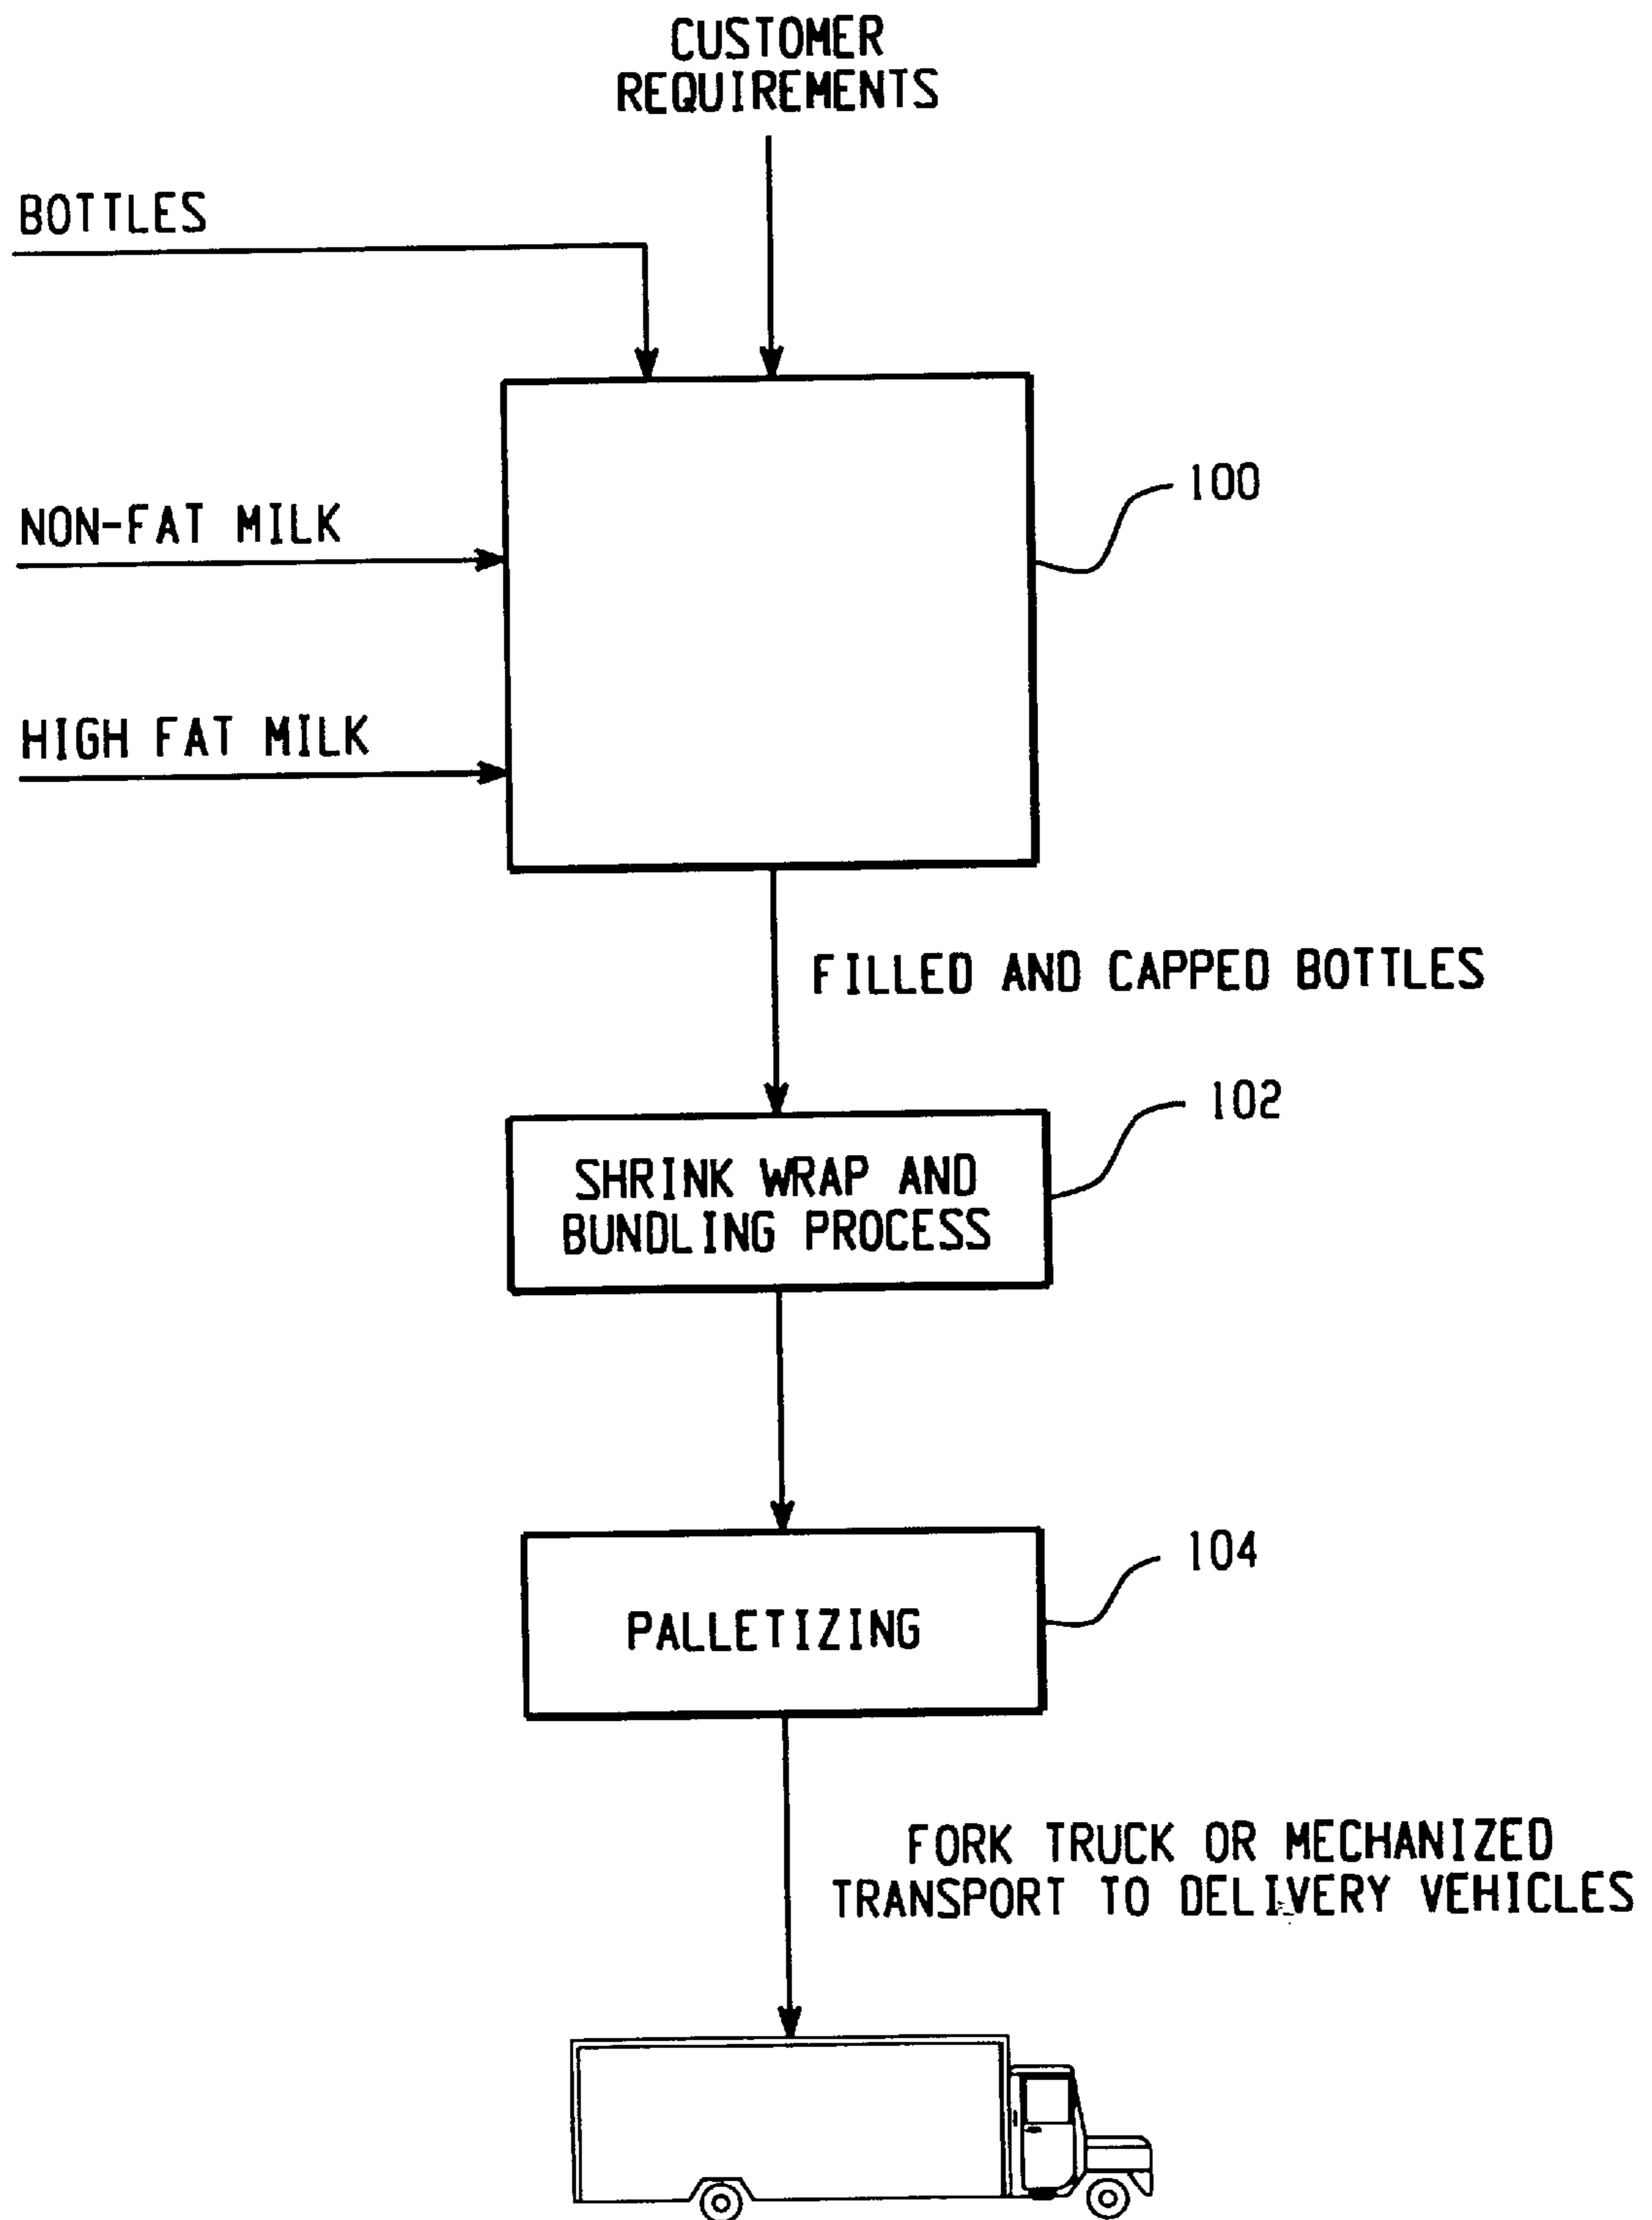 CUSTOMER
REQUIREMENTS
BOTTLES
100
NON-FAT MILK
HIGH FAT MILK
FILLED AND CAPPED BOTTLES
102
SHRINK WRAP AND
BUNDLING PROCESS
104
PALLETIZING
FORK TRUCK OR MECHANIZED
TRANSPORT TO DELIVERY VEHICLES